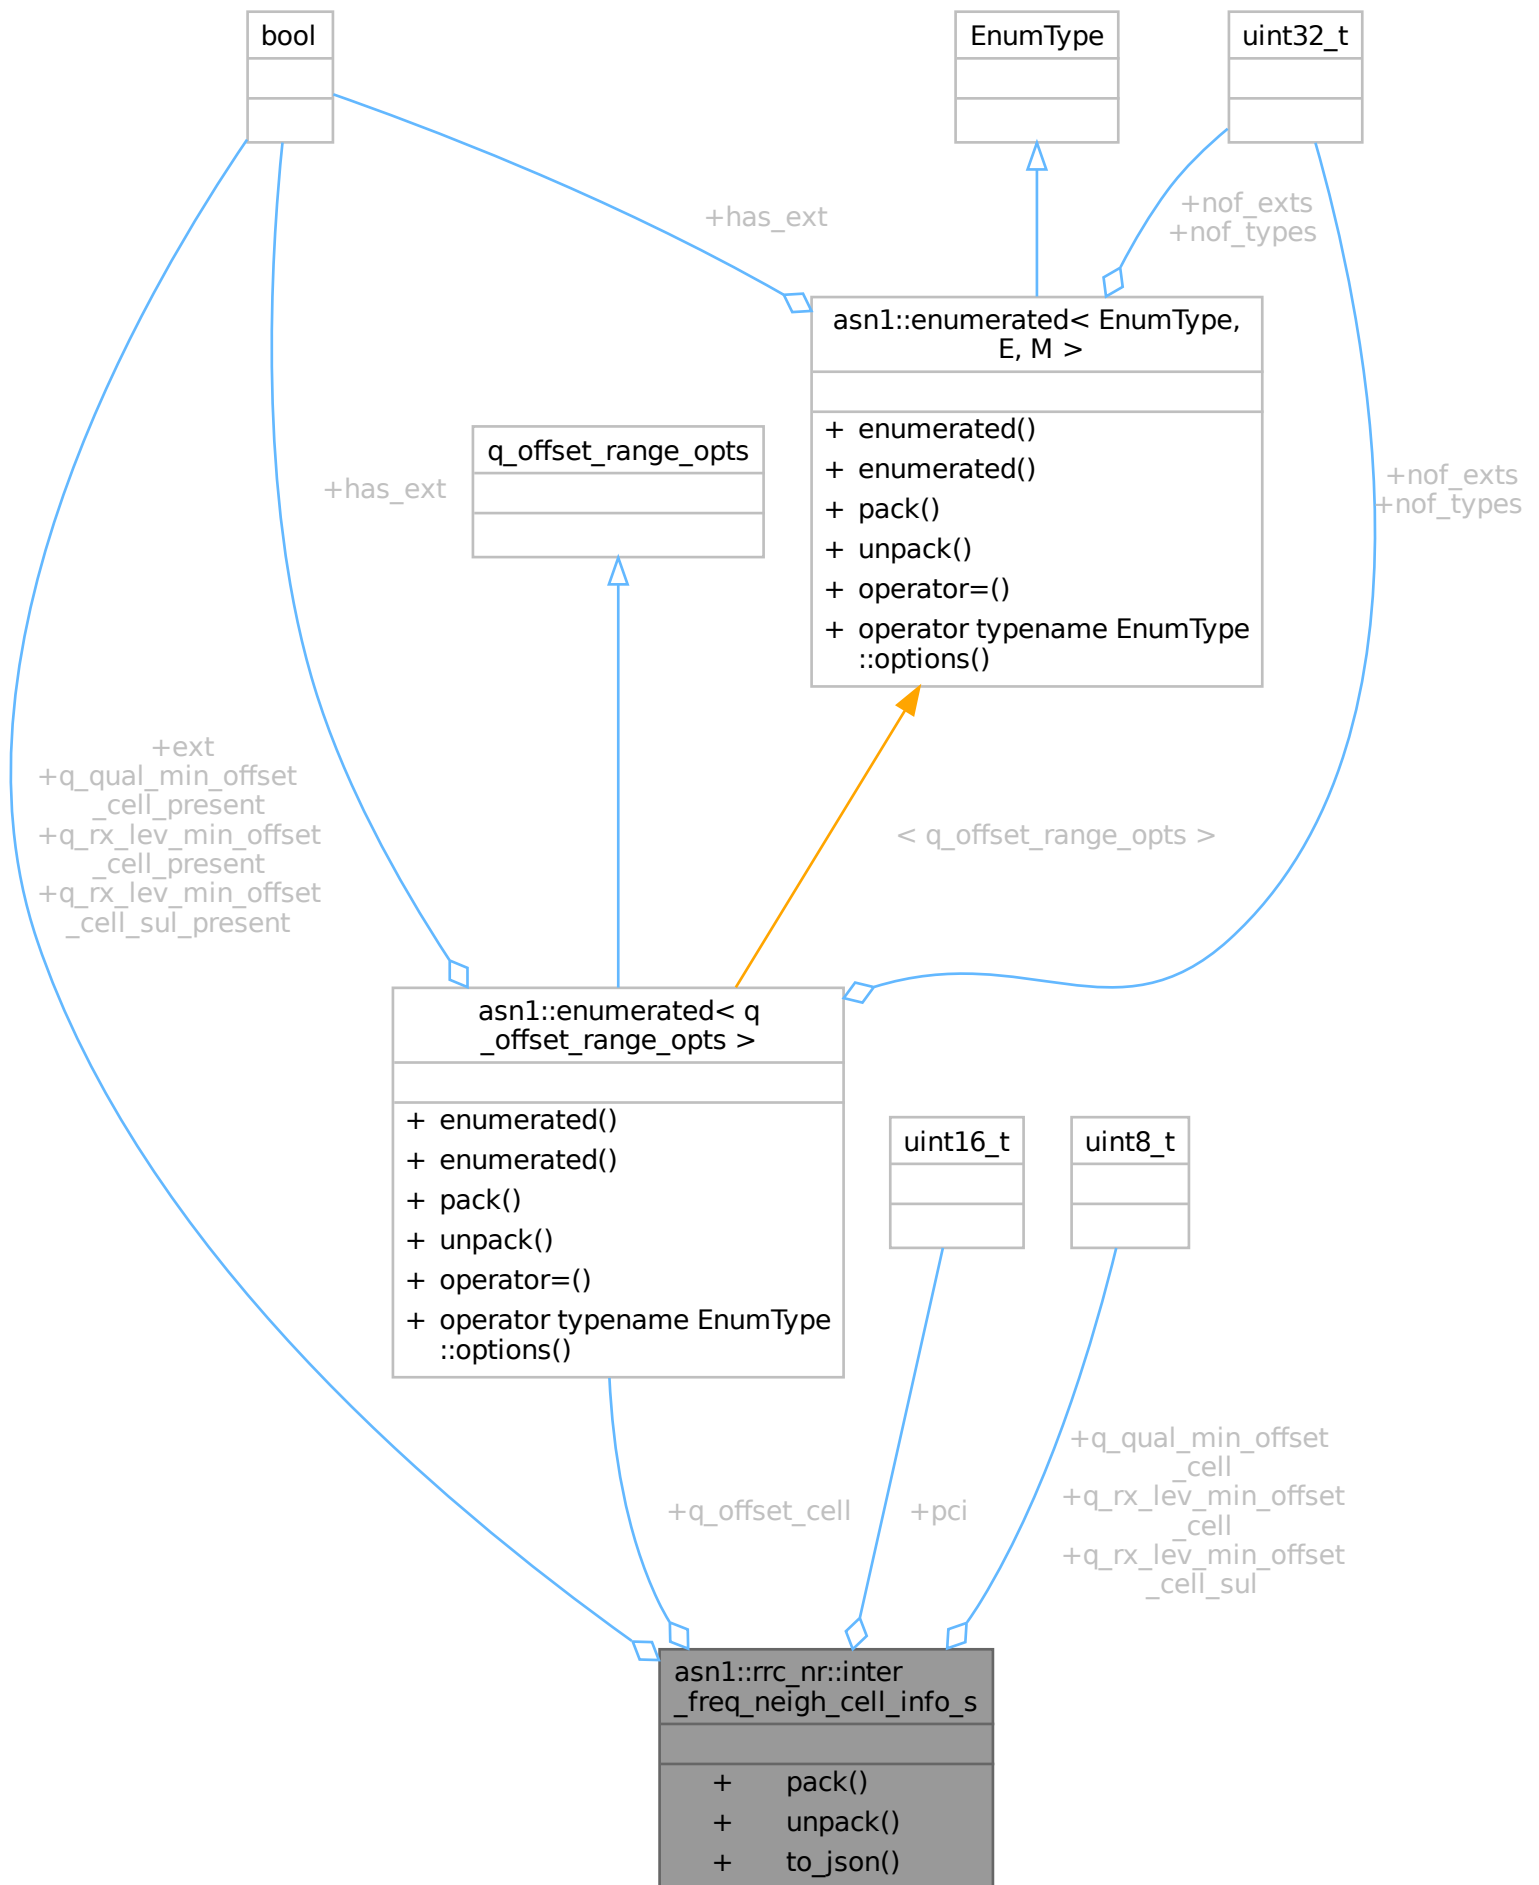 bool
EnumType
uint32_t
+has_ext
+nof_exts
+nof_types
asn1::enumerated< EnumType,
E, M >
+ enumerated()
+ enumerated()
+ pack()
+ unpack()
+ operator=()
+ operator typename EnumType
::options()
q_offset_range_opts
+has_ext
+nof_exts
+nof_types
+ext
+q_qual_min_offset
_cell_present
+q_rx_lev_min_offset
_cell_present
+q_rx_lev_min_offset
_cell_sul_present
< q_offset_range_opts >
asn1::enumerated< q
_offset_range_opts >
+ enumerated()
+ enumerated()
+ pack()
+ unpack()
+ operator=()
+ operator typename EnumType
::options()
uint16_t
uint8_t
+q_offset_cell
+pci
+q_qual_min_offset
_cell
+q_rx_lev_min_offset
_cell
+q_rx_lev_min_offset
_cell_sul
asn1::rrc_nr::inter
_freq_neigh_cell_info_s
+ pack()
+ unpack()
+ to_json()